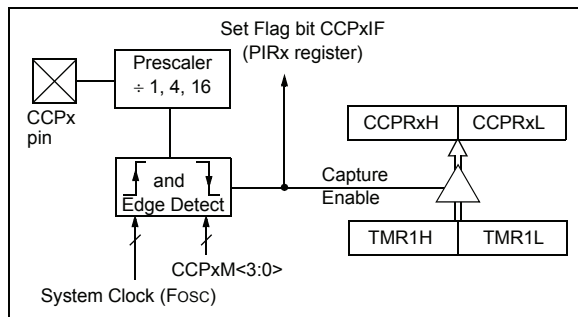 Set Flag bit CCPxIF
(PIRx register)
Prescaler
÷ 1, 4, 16
CCPx
pin
CCPRxH CCPRxL
and
Edge Detect
Capture
Enable
TMR1H TMR1L
CCPxM<3:0>
System Clock (FOSC)